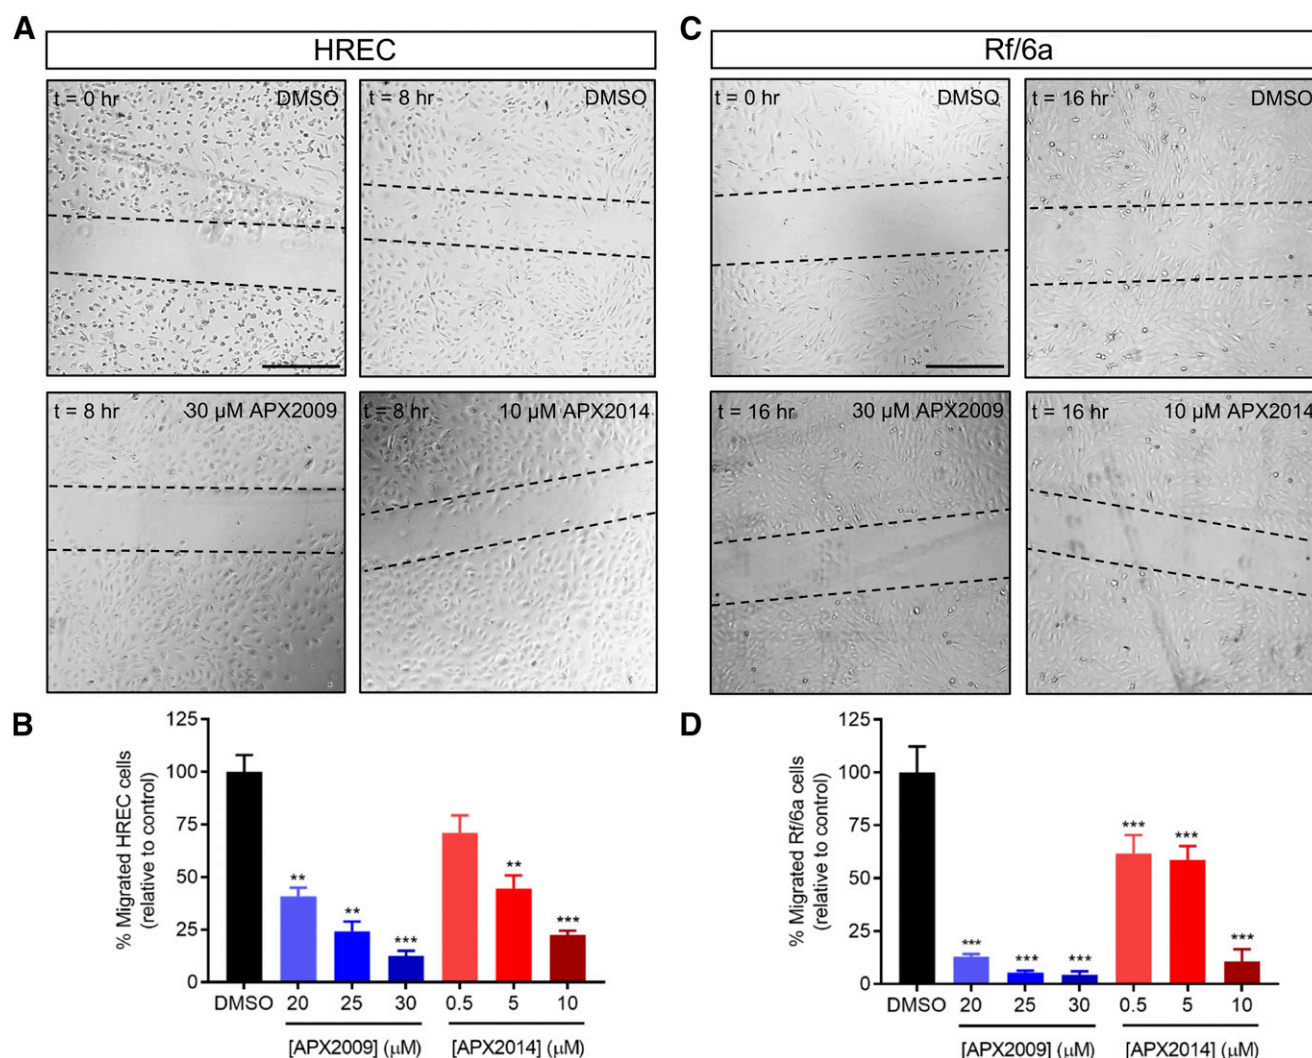 A
HREC
t = 0 hr
DMSO
t = 8 hr
DMSO
t = 8 hr
30 µM APX2009
t = 8 hr
10 µM APX2014
B
% Migrated HREC cells
(relative to control)
125
100
75
50
25
0
**
**
***
**
***
DMSO
20
25
30
0.5
5
10
[APX2009] (µM)
[APX2014] (µM)
C
Rf/6a
t = 0 hr
DMSO
t = 16 hr
DMSO
t = 16 hr
30 µM APX2009
t = 16 hr
10 µM APX2014
D
% Migrated Rf/6a cells
(relative to control)
125
100
75
50
25
0
***
***
***
***
***
***
DMSO
20
25
30
0.5
5
10
[APX2009] (µM)
[APX2014] (µM)